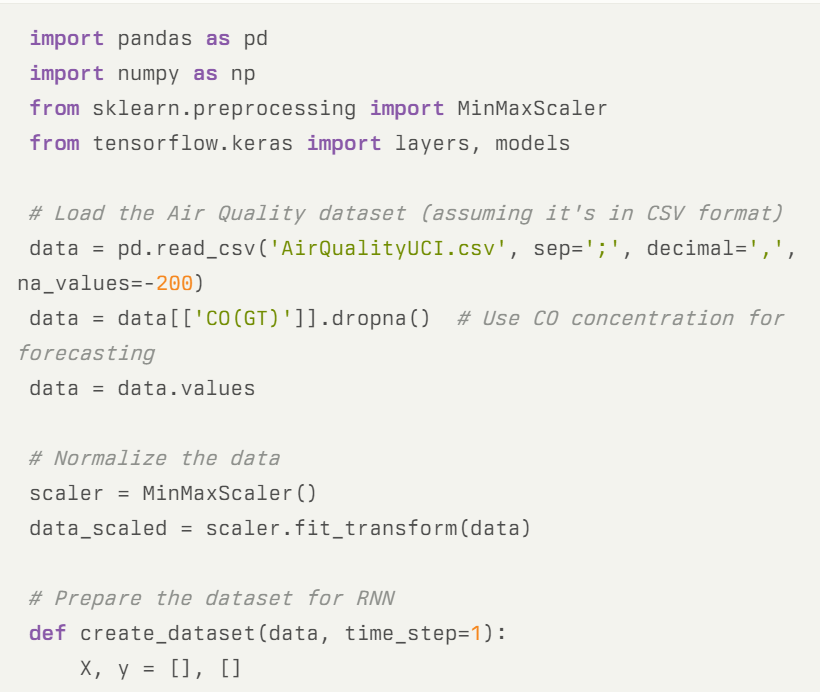 import pandas as pd
import numpy as np
from sklearn.preprocessing import MinMaxScaler
from tensorflow.keras import layers, models
# Load the Air Quality dataset (assuming it's in CSV format)
data = pd.read_csv('AirQualityUCI.csv', sep=';', decimal=',',
na_values=-200)
data = data[['CO(GT)']].dropna()  # Use CO concentration for
forecasting
data = data.values
# Normalize the data
scaler = MinMaxScaler()
data_scaled = scaler.fit_transform(data)
# Prepare the dataset for RNN
def create_dataset(data, time_step=1):
    X, y = [], []